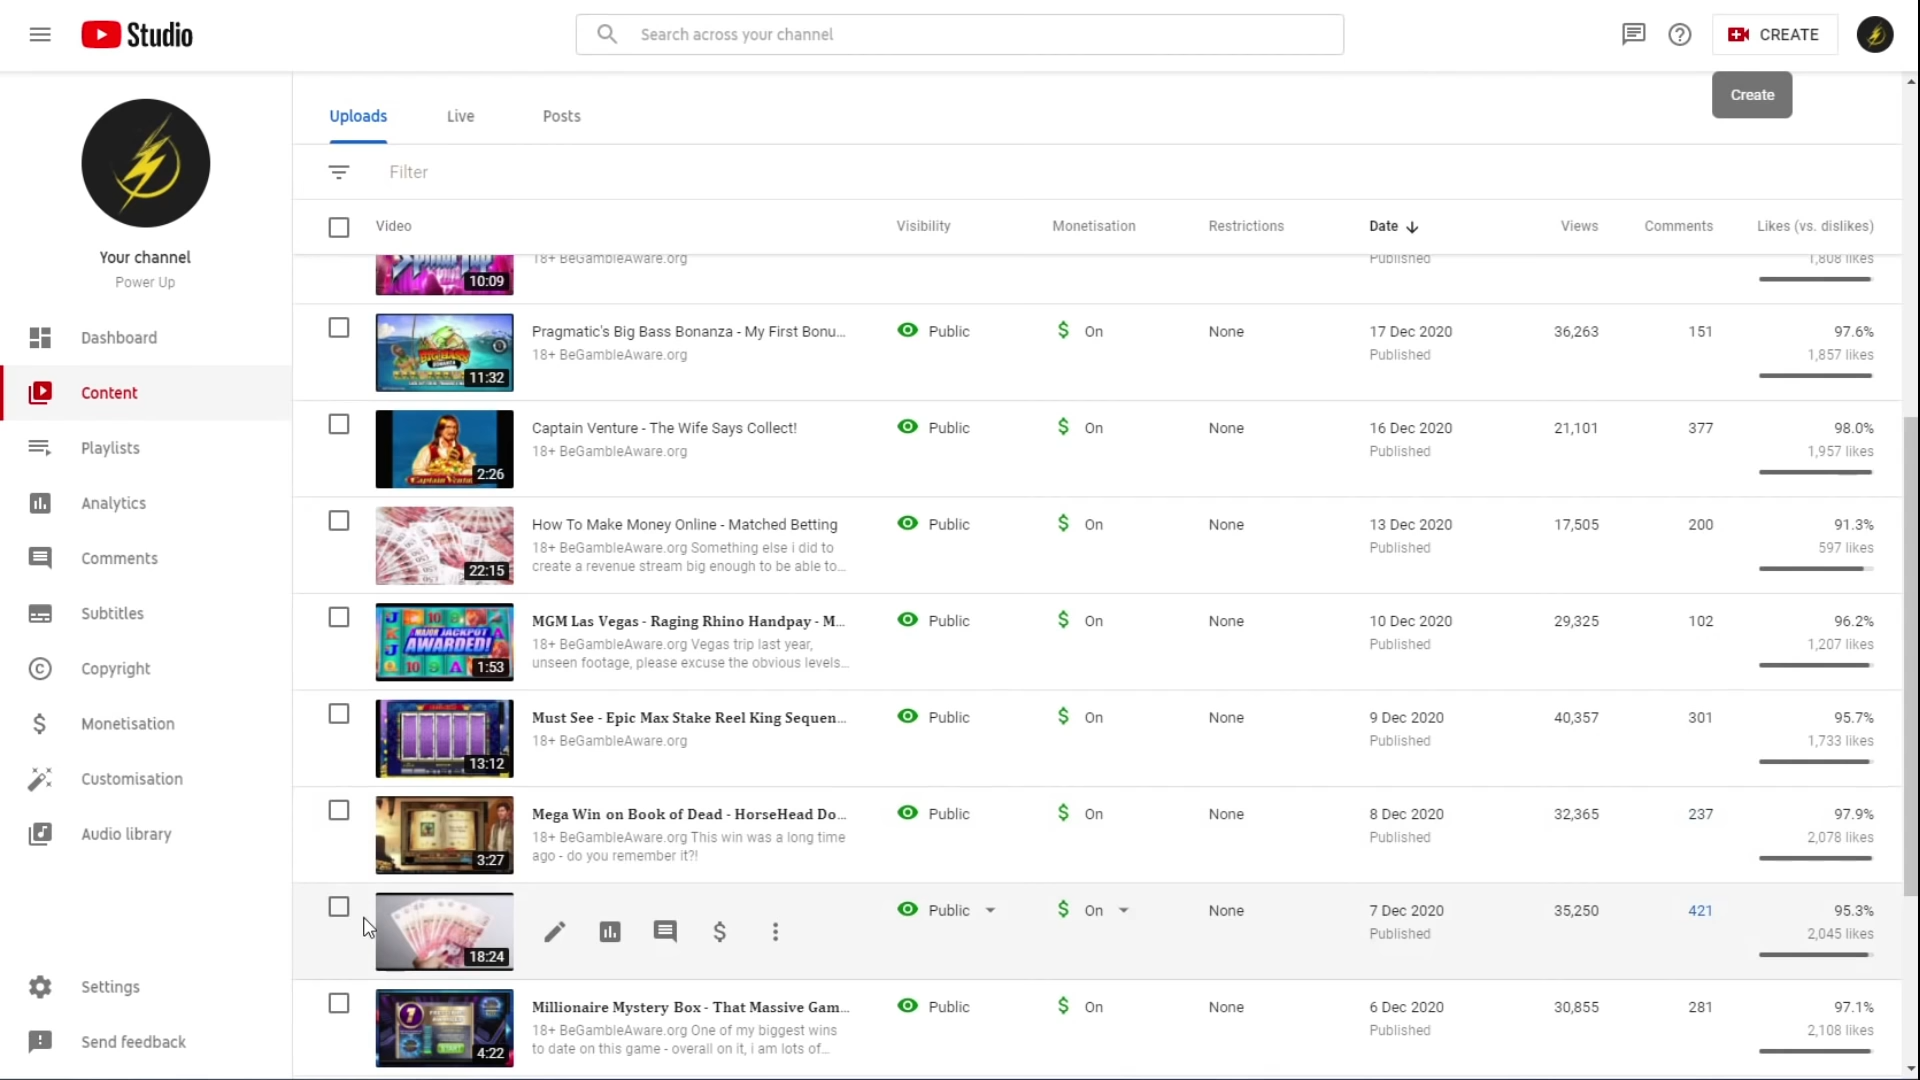 Studio
Search across your channel
CREATE
Create
Uploads Live Posts
Filter
Video Visibility Monetisation Restrictions Date Views Comments Likes (vs. dislikes)
18+ BeGambleAware.org Published 1,808 likes
10:09
Your channel
Power Up
Dashboard
Content
Playlists
Analytics
Comments
Subtitles
Copyright
Monetisation
Customisation
Audio library
Settings
Send feedback
Pragmatic's Big Bass Bonanza - My First Bonu... Public On None 17 Dec 2020 36,263 151 97.6%
18+ BeGambleAware.org Published 1,857 likes
11:32
Captain Venture - The Wife Says Collect! Public On None 16 Dec 2020 21,101 377 98.0%
18+ BeGambleAware.org Published 1,957 likes
2:26
How To Make Money Online - Matched Betting Public On None 13 Dec 2020 17,505 200 91.3%
18+ BeGambleAware.org Something else i did to Published 597 likes
create a revenue stream big enough to be able to...
22:15
MGM Las Vegas - Raging Rhino Handpay - M... Public On None 10 Dec 2020 29,325 102 96.2%
18+ BeGambleAware.org Vegas trip last year, Published 1,207 likes
unseen footage, please excuse the obvious levels...
MAJOR JACKPOT
AWARDED!
1:53
Must See - Epic Max Stake Reel King Sequen... Public On None 9 Dec 2020 40,357 301 95.7%
18+ BeGambleAware.org Published 1,733 likes
13:12
Mega Win on Book of Dead - HorseHead Do... Public On None 8 Dec 2020 32,365 237 97.9%
18+ BeGambleAware.org This win was a long time Published 2,078 likes
ago - do you remember it?!
3:27
Public On None 7 Dec 2020 35,250 421 95.3%
Published 2,045 likes
18:24
Millionaire Mystery Box - That Massive Gam... Public On None 6 Dec 2020 30,855 281 97.1%
18+ BeGambleAware.org One of my biggest wins Published 2,108 likes
to date on this game - overall on it, i am lots of...
4:22